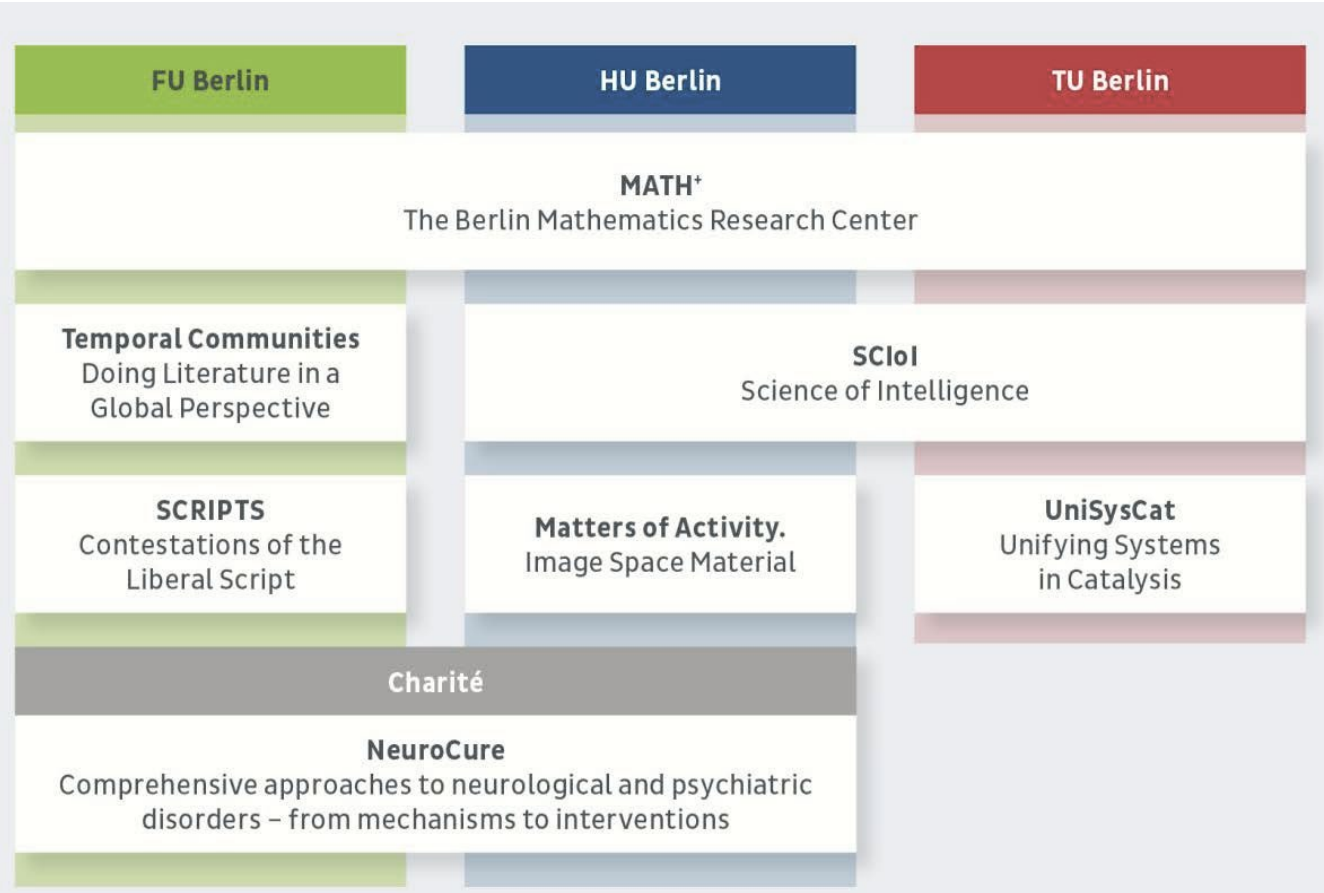 FU Berlin
HU Berlin
TU Berlin
MATH⁺
The Berlin Mathematics Research Center
Temporal Communities
Doing Literature in a
Global Perspective
SCIoI
Science of Intelligence
SCRIPTS
Contestations of the
Liberal Script
Matters of Activity.
Image Space Material
UniSysCat
Unifying Systems
in Catalysis
Charité
NeuroCure
Comprehensive approaches to neurological and psychiatric
disorders – from mechanisms to interventions